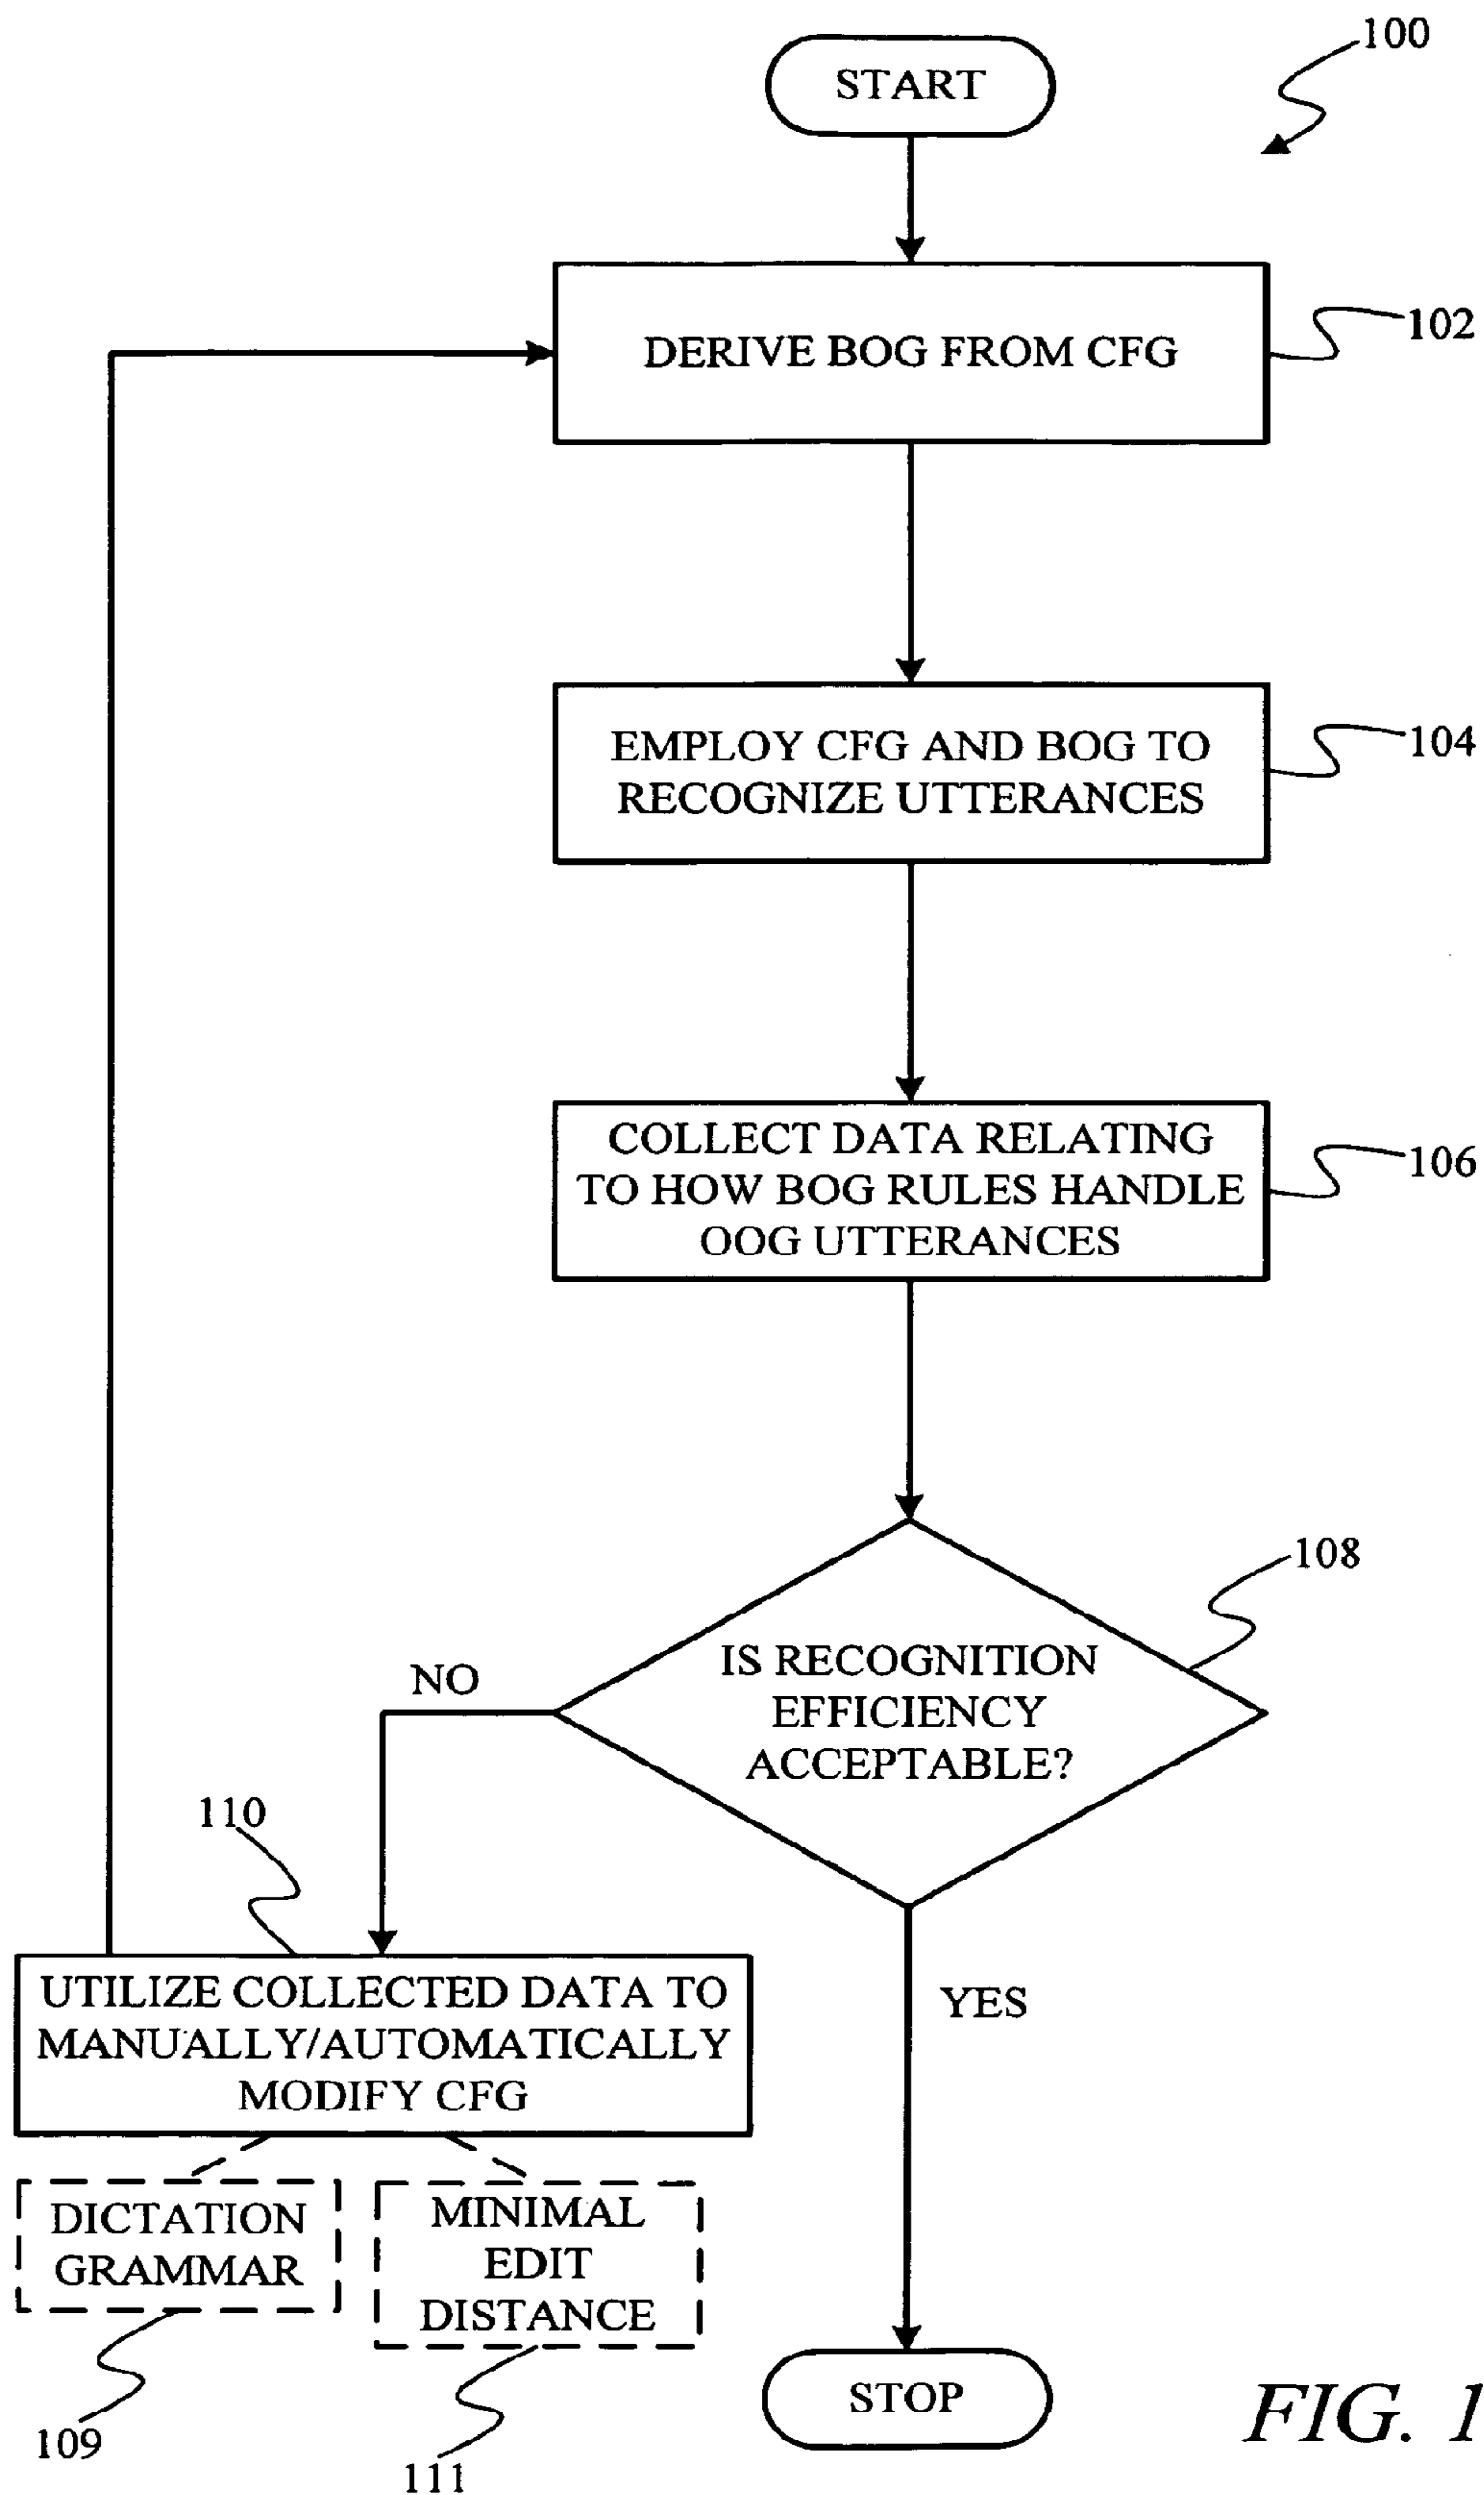 100
START
DERIVE BOG FROM CFG
102
EMPLOY CFG AND BOG TO
RECOGNIZE UTTERANCES
104
COLLECT DATA RELATING
TO HOW BOG RULES HANDLE
OOG UTTERANCES
106
108
IS RECOGNITION
EFFICIENCY
ACCEPTABLE?
NO
110
UTILIZE COLLECTED DATA TO
MANUALLY/AUTOMATICALLY
MODIFY CFG
YES
DICTATION
GRAMMAR
MINIMAL
EDIT
DISTANCE
109
111
STOP
FIG. 1